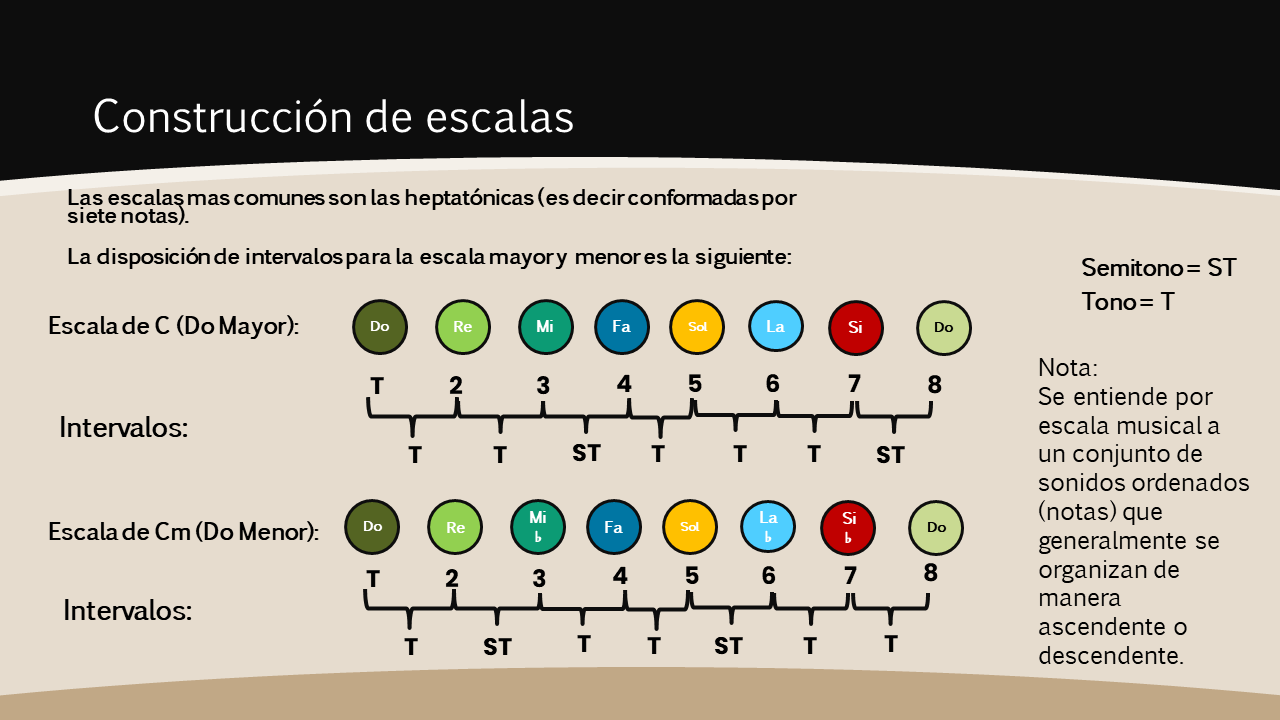 Construcción de escalas
Las escalas mas comunes son las heptatónicas (es decir conformadas por
siete notas).
La disposición de intervalos para la escala mayor y menor es la siguiente:
Semitono = ST
Tono = T
Escala de C (Do Mayor):
Do Re Mi Fa Sol La Si Do
T 2 3 4 5 6 7 8
Intervalos:
T T ST T T T ST
Escala de Cm (Do Menor):
Do Re Mi ♭ Fa Sol La ♭ Si ♭ Do
T 2 3 4 5 6 7 8
Intervalos:
T ST T T ST T T
Nota:
Se entiende por
escala musical a
un conjunto de
sonidos ordenados
(notas) que
generalmente se
organizan de
manera
ascendente o
descendente.